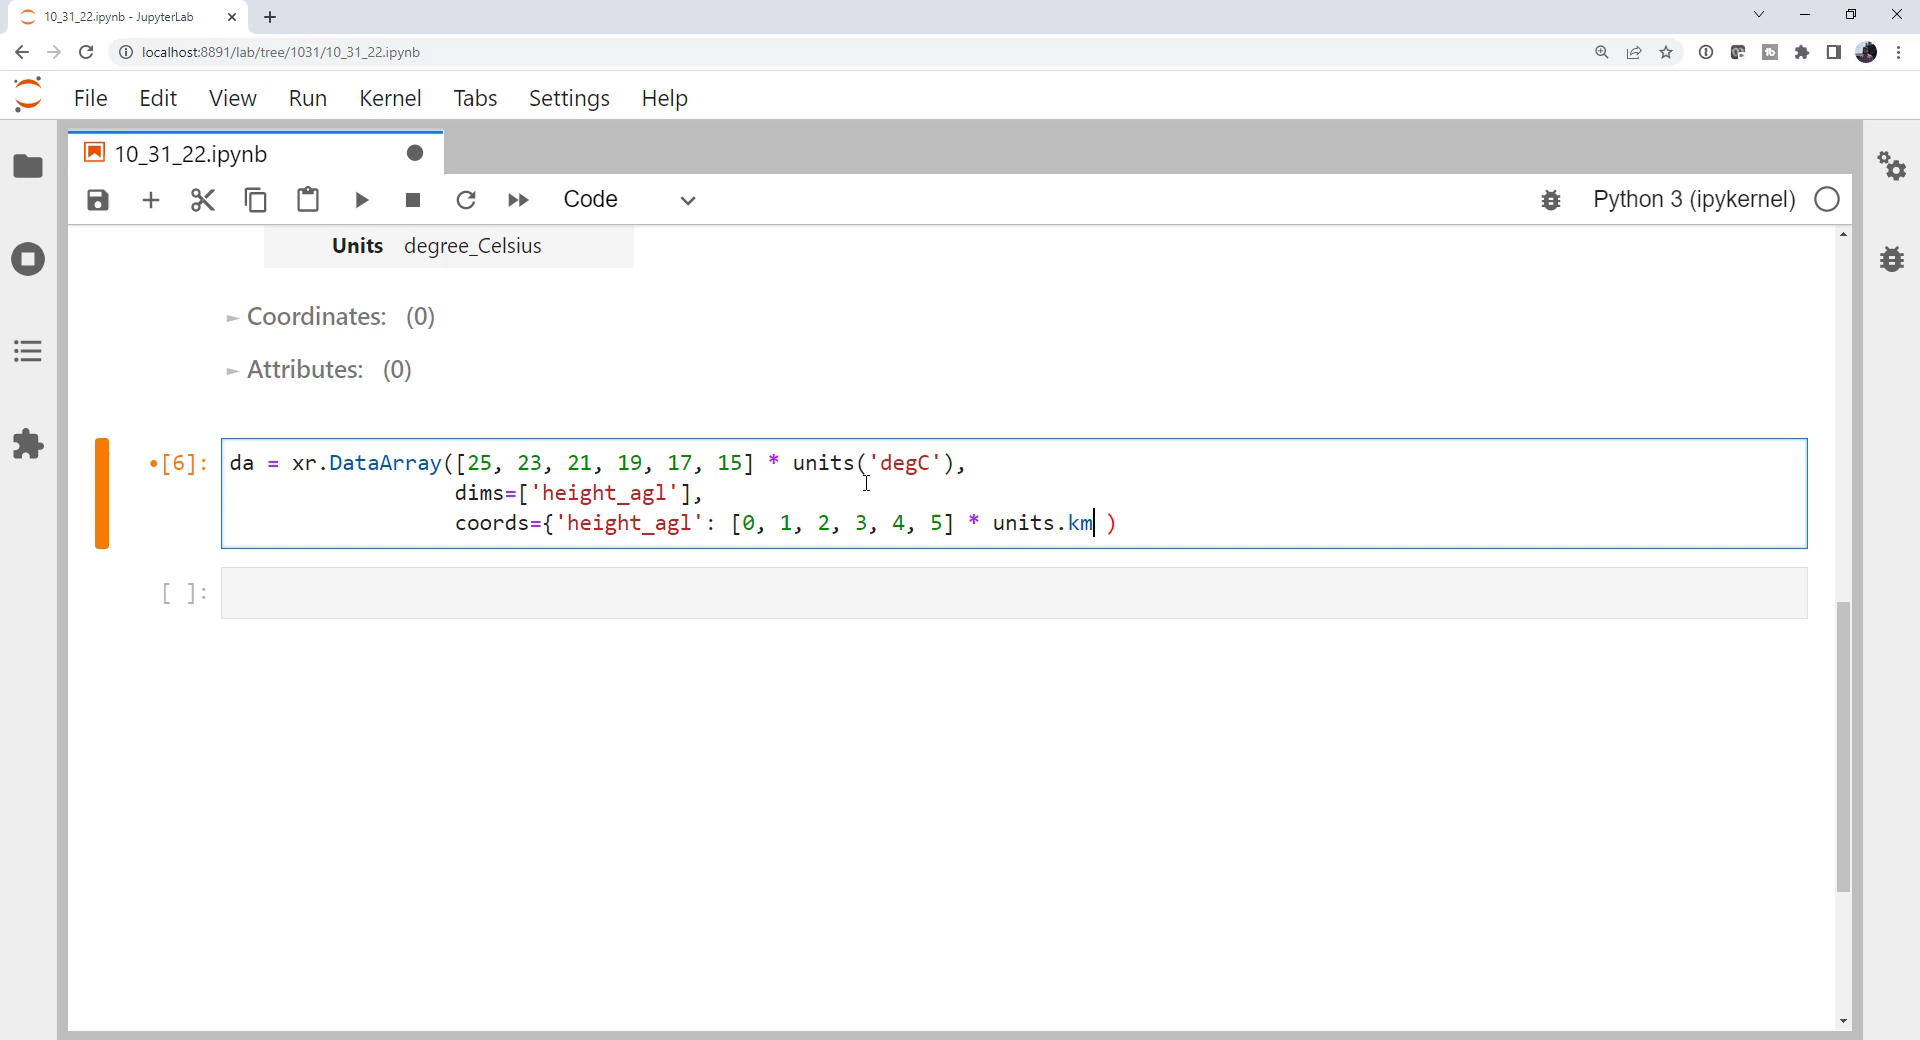 10_31_22.ipynb - JupyterLab
localhost:8891/lab/tree/1031/10_31_22.ipynb
File Edit View Run Kernel Tabs Settings Help
10_31_22.ipynb
Code Python 3 (ipykernel)
Units degree_Celsius
Coordinates: (0)
Attributes: (0)
[6]: da = xr.DataArray([25, 23, 21, 19, 17, 15] * units('degC'),
dims=['height_agl'],
coords={'height_agl': [0, 1, 2, 3, 4, 5] * units.km )
[ ]: